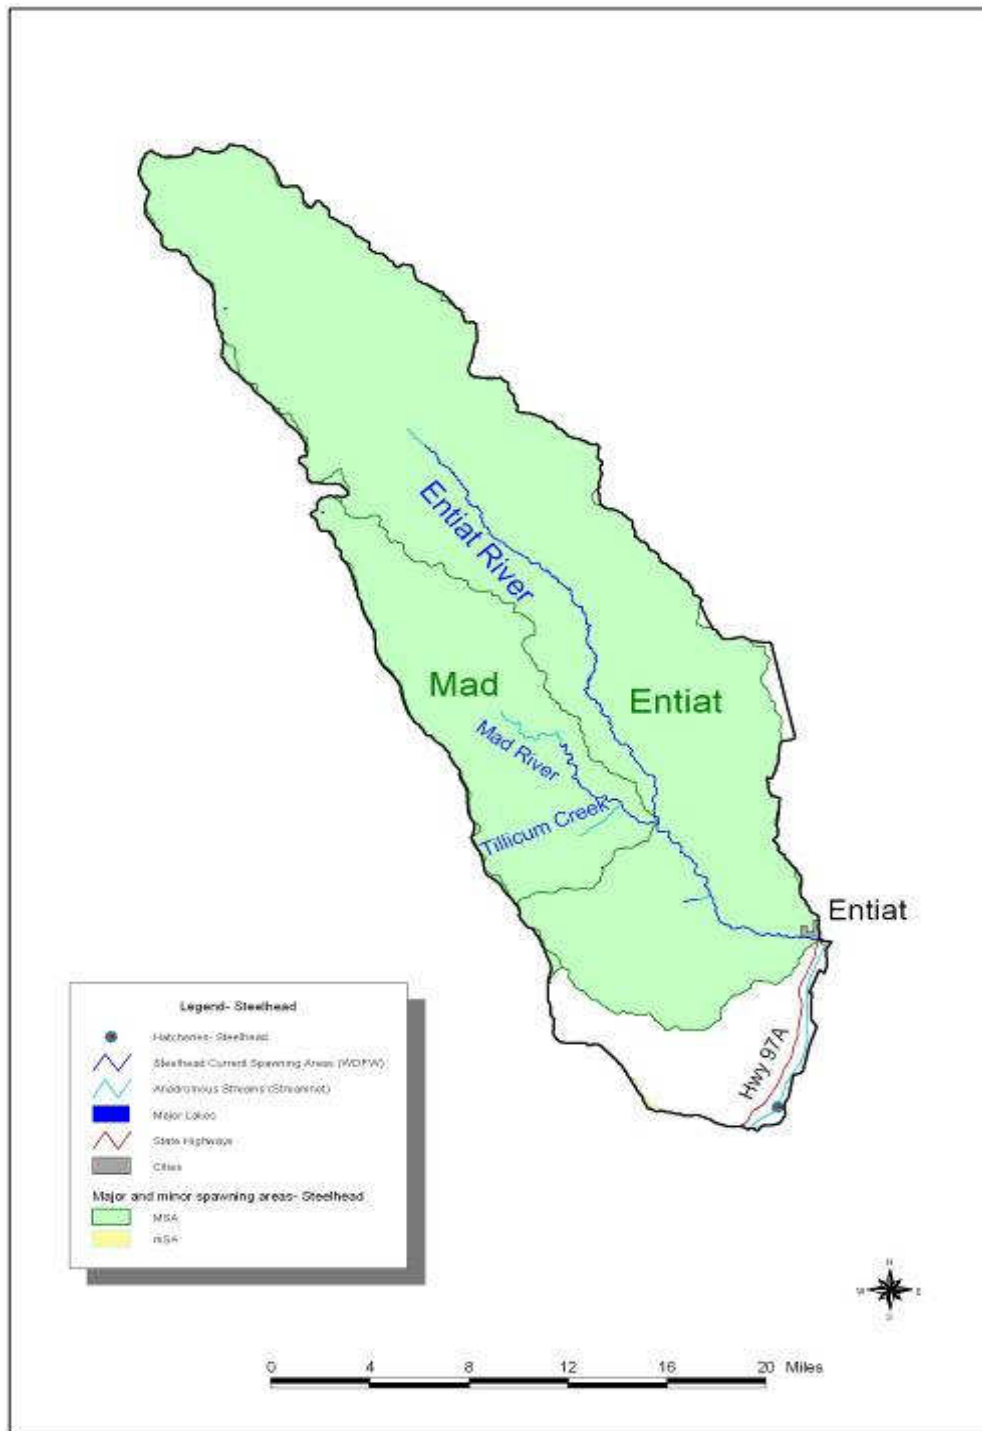 Entiat River
Mad
Entiat
Mad River
Tillicum Creek
Entiat
Hwy 97A
Legend- Steelhead
Hatcheries- Steelhead
Steelhead Current Spawning Areas (WDFW)
Anadromous Streams (Streamnet)
Major Lakes
State Highways
Cities
Major and minor spawning areas- Steelhead
MSA
mSA
N
W E
S
0 4 8 12 16 20 Miles